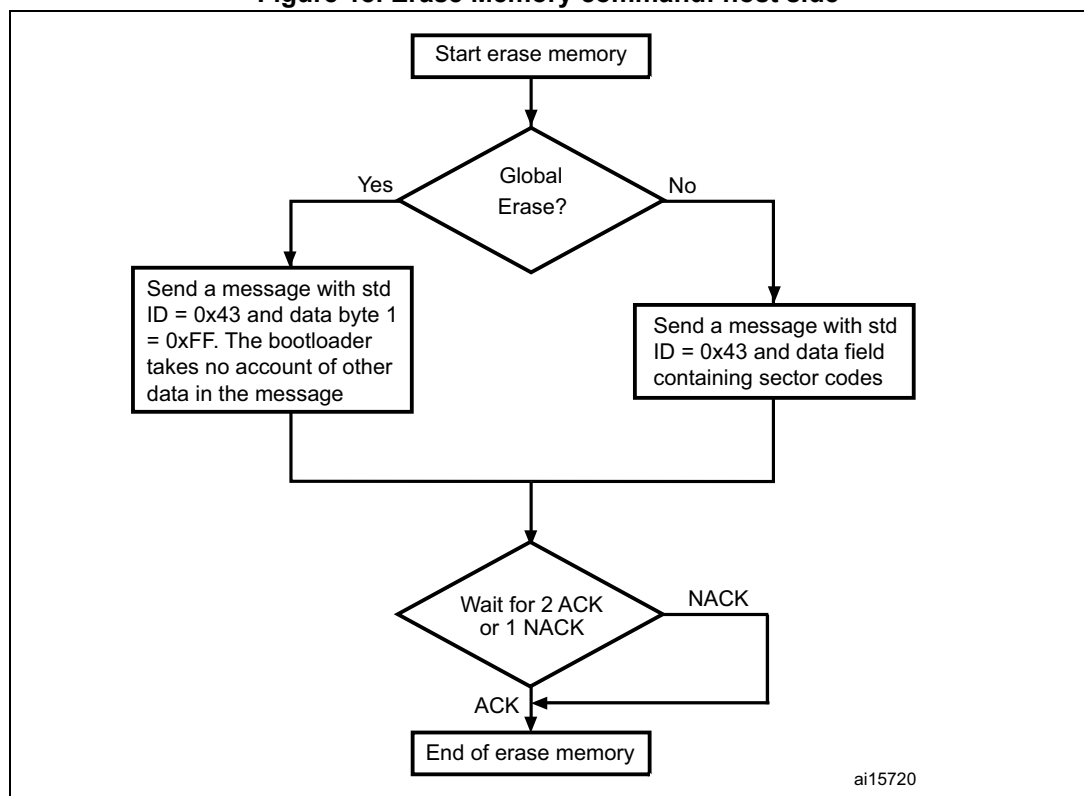 Erase Memory command: host side
Start erase memory
Global
Erase?
Yes
No
Send a message with std
ID = 0x43 and data byte 1
= 0xFF. The bootloader
takes no account of other
data in the message
Send a message with std
ID = 0x43 and data field
containing sector codes
Wait for 2 ACK
or 1 NACK
NACK
ACK
End of erase memory
ai15720